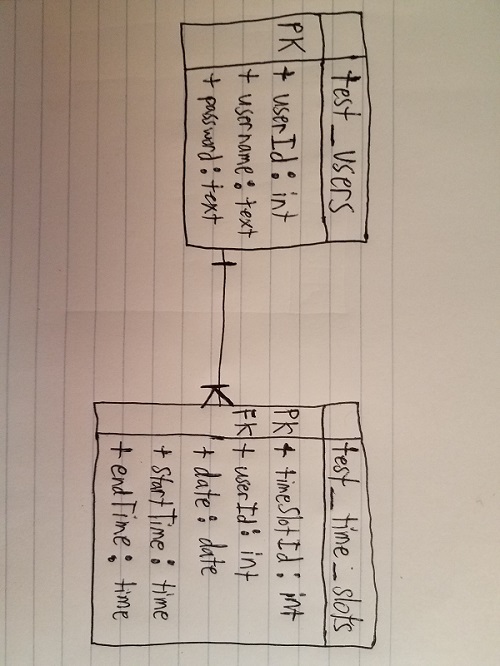 test_users
PK + userId: int
+ username: text
+ password: text
test_time_slots
PK + timeSlotId: int
FK + userId: int
+ date: date
+ startTime: time
+ endTime: time